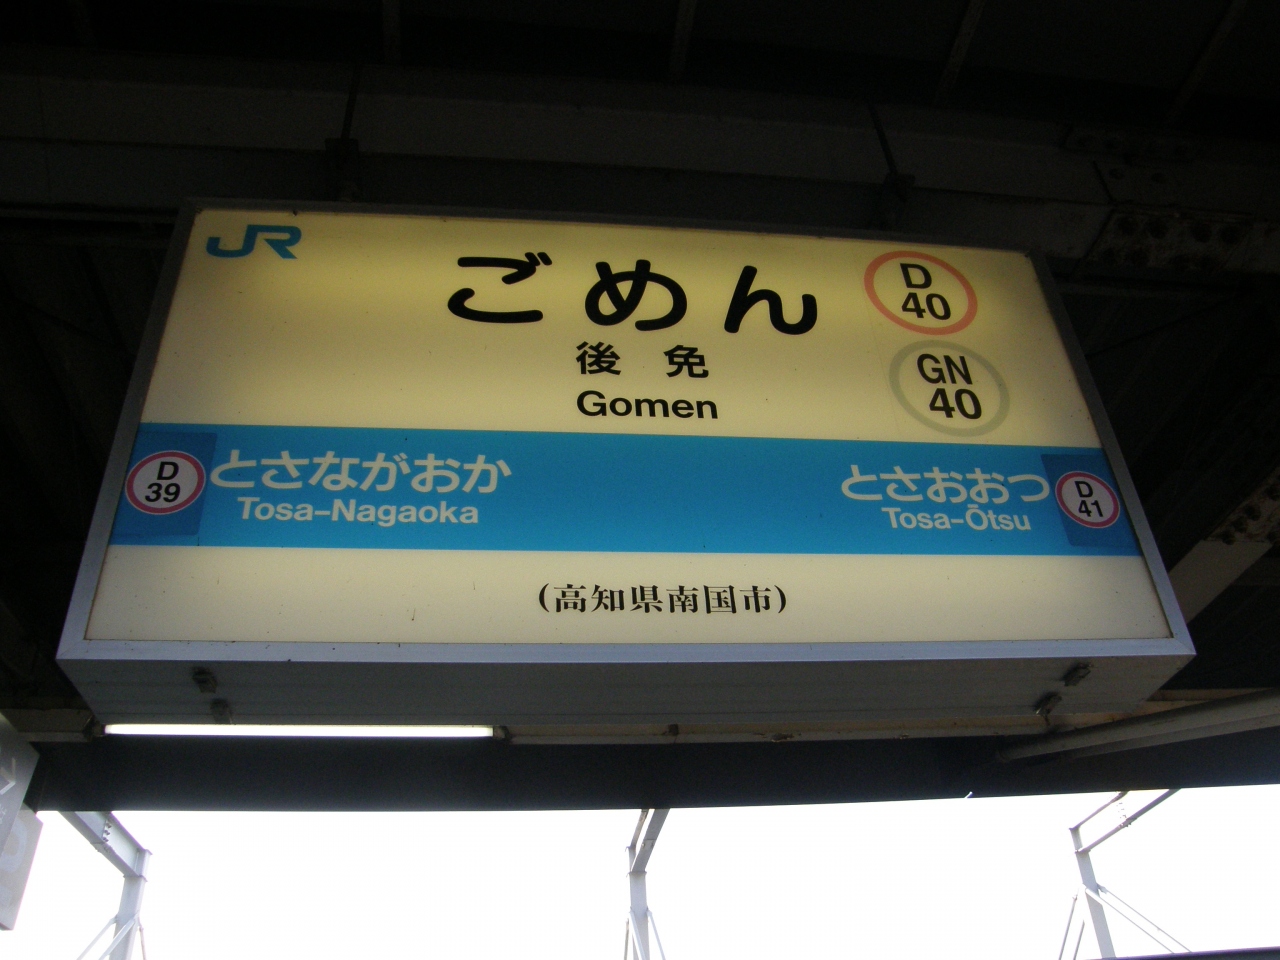 JR
ごめん
D
40
後免
GN
40
Gomen
D
39
とさながおか
Tosa-Nagaoka
とさおおつ
Tosa-Ōtsu
D
41
(高知県南国市)